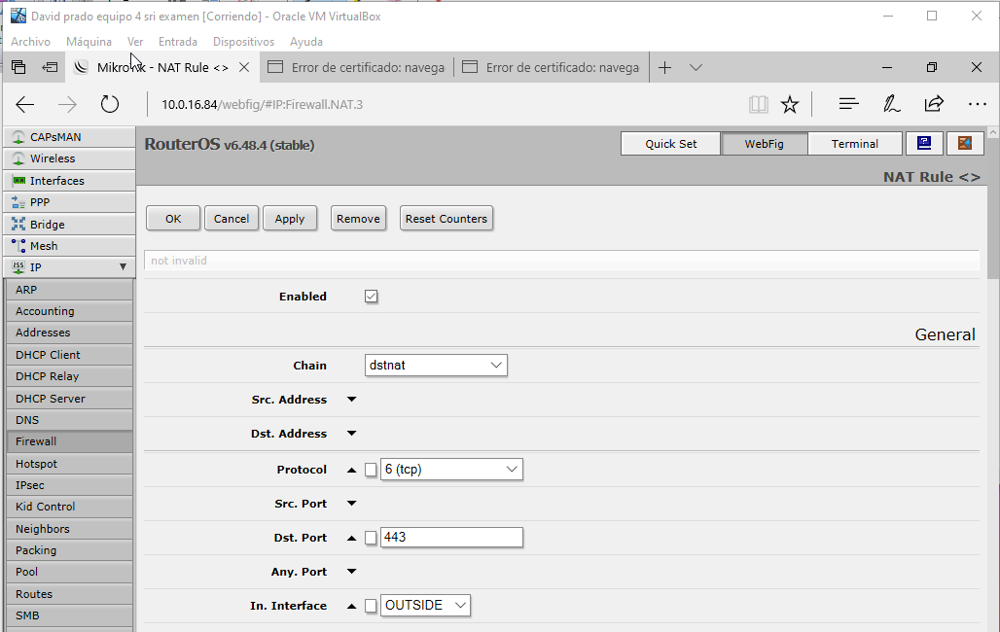 David prado equipo 4 sri examen [Corriendo] - Oracle VM VirtualBox
Archivo Máquina Ver Entrada Dispositivos Ayuda
NAT Rule <> Error de certificado: navega Error de certificado: navega
10.0.16.84/webfig/#IP:Firewall.NAT.3
CAPsMAN
Wireless
Interfaces
PPP
Bridge
Mesh
IP
ARP
Accounting
Addresses
DHCP Client
DHCP Relay
DHCP Server
DNS
Firewall
Hotspot
IPsec
Kid Control
Neighbors
Packing
Pool
Routes
SMB
RouterOS v6.48.4 (stable)
Quick Set WebFig Terminal
NAT Rule <>
OK Cancel Apply Remove Reset Counters
not invalid
Enabled
General
Chain dstnat
Src. Address
Dst. Address
Protocol 6 (tcp)
Src. Port
Dst. Port 443
Any. Port
In. Interface OUTSIDE